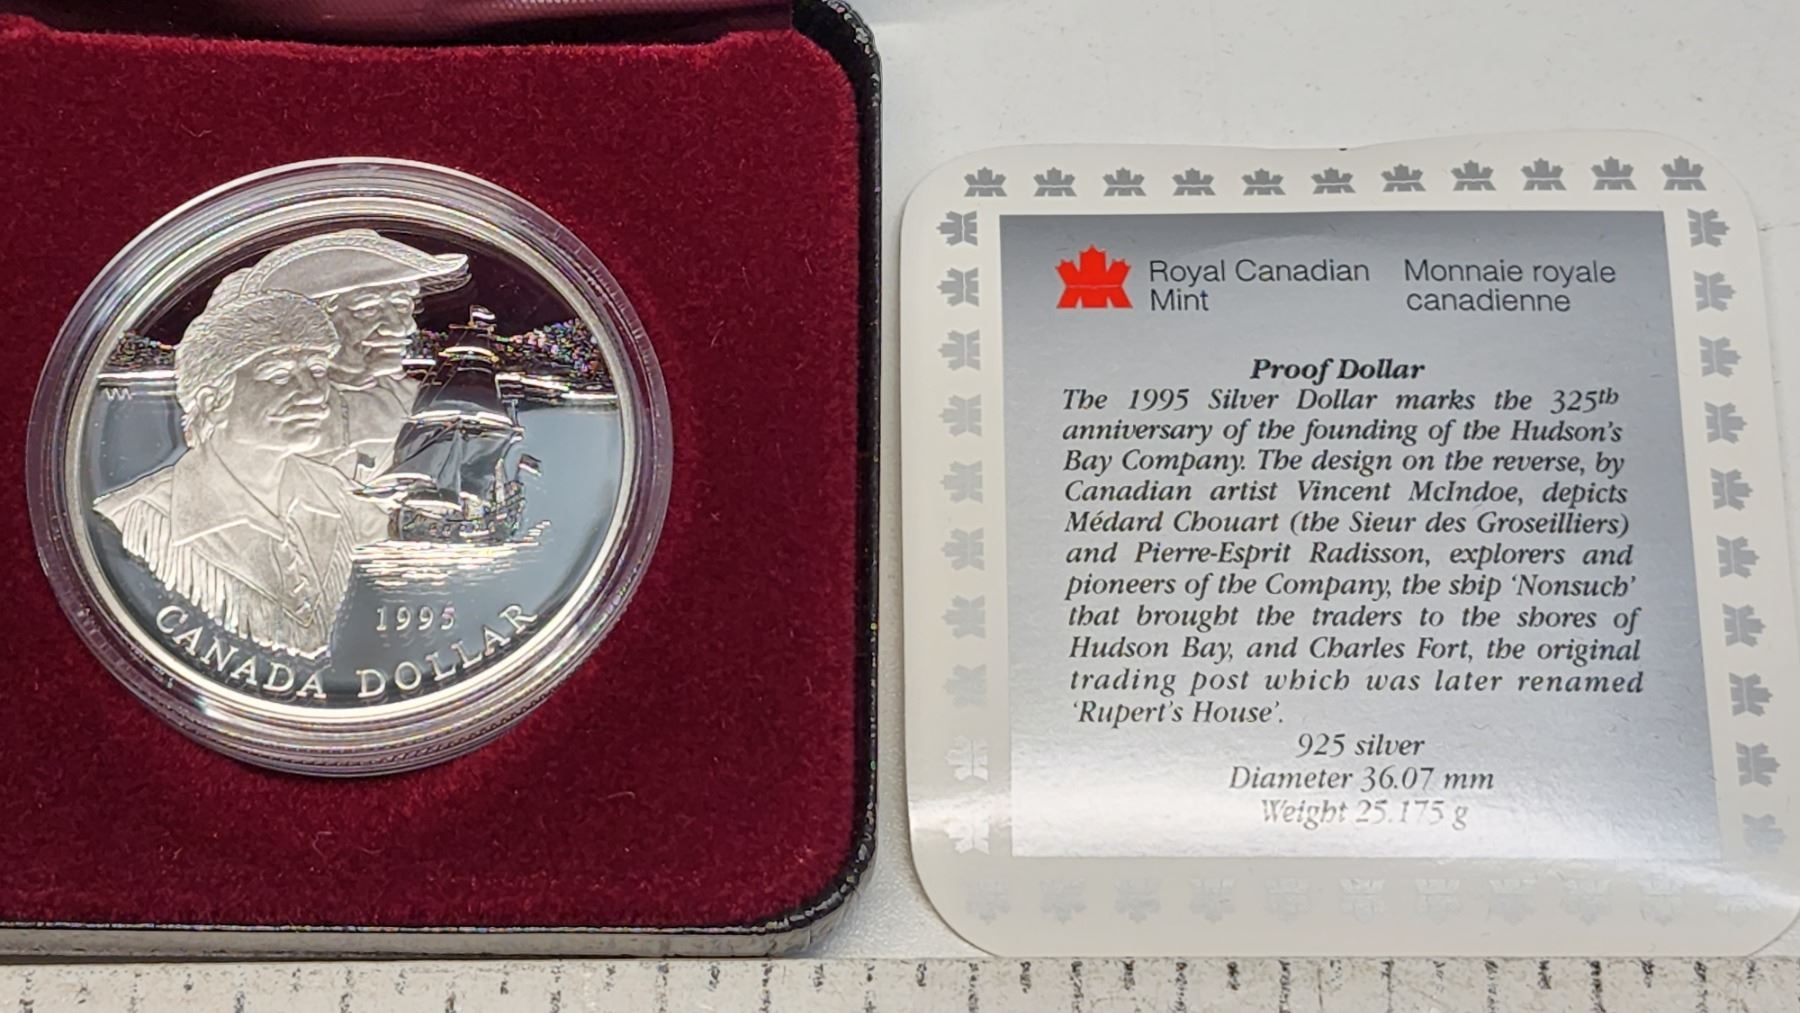 1995
CANADA DOLLAR
Royal Canadian Mint
Monnaie royale canadienne
Proof Dollar
The 1995 Silver Dollar marks the 325th
anniversary of the founding of the Hudson's
Bay Company. The design on the reverse, by
Canadian artist Vincent McIndoe, depicts
Médard Chouart (the Sieur des Groseilliers)
and Pierre-Esprit Radisson, explorers and
pioneers of the Company, the ship 'Nonsuch'
that brought the traders to the shores of
Hudson Bay, and Charles Fort, the original
trading post which was later renamed
'Rupert's House'.
925 silver
Diameter 36.07 mm
Weight 25.175 g